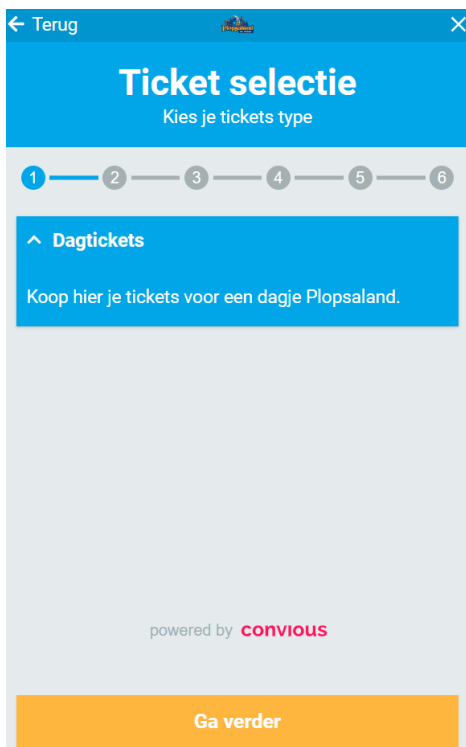 Terug
Plopsaland
Ticket selectie
Kies je tickets type
1 2 3 4 5 6
Dagtickets
Koop hier je tickets voor een dagje Plopsaland.
powered by convious
Ga verder